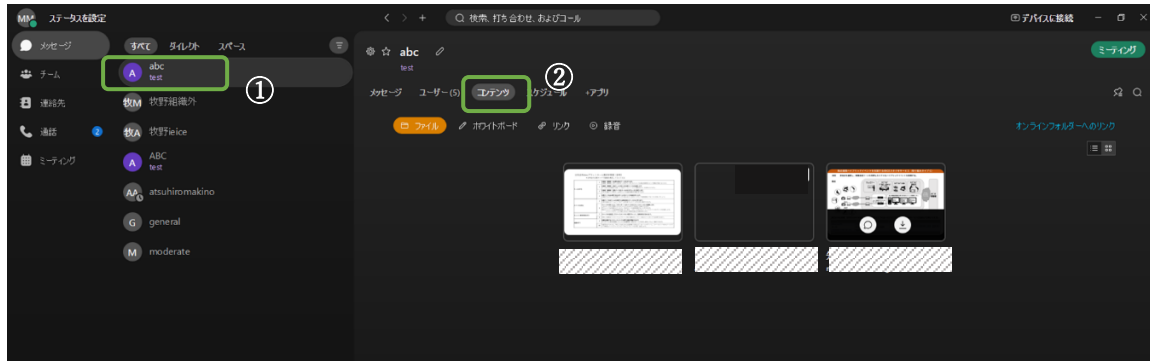 MM ステータスを設定
検索、打ち合わせ、およびコール
デバイスに接続
メッセージ
チーム
連絡先
通話 2
ミーティング
すべて ダイレクト スペース
A abc
test
①
牧M 牧野組織外
牧A 牧野ieice
A ABC
test
AA atsuhiromakino
G general
M moderate
abc
test
ミーティング
メッセージ ユーザー (5) コンテンツ スケジュール +アプリ
②
ファイル ホワイトボード リンク 録音
オンラインフォルダーへのリンク